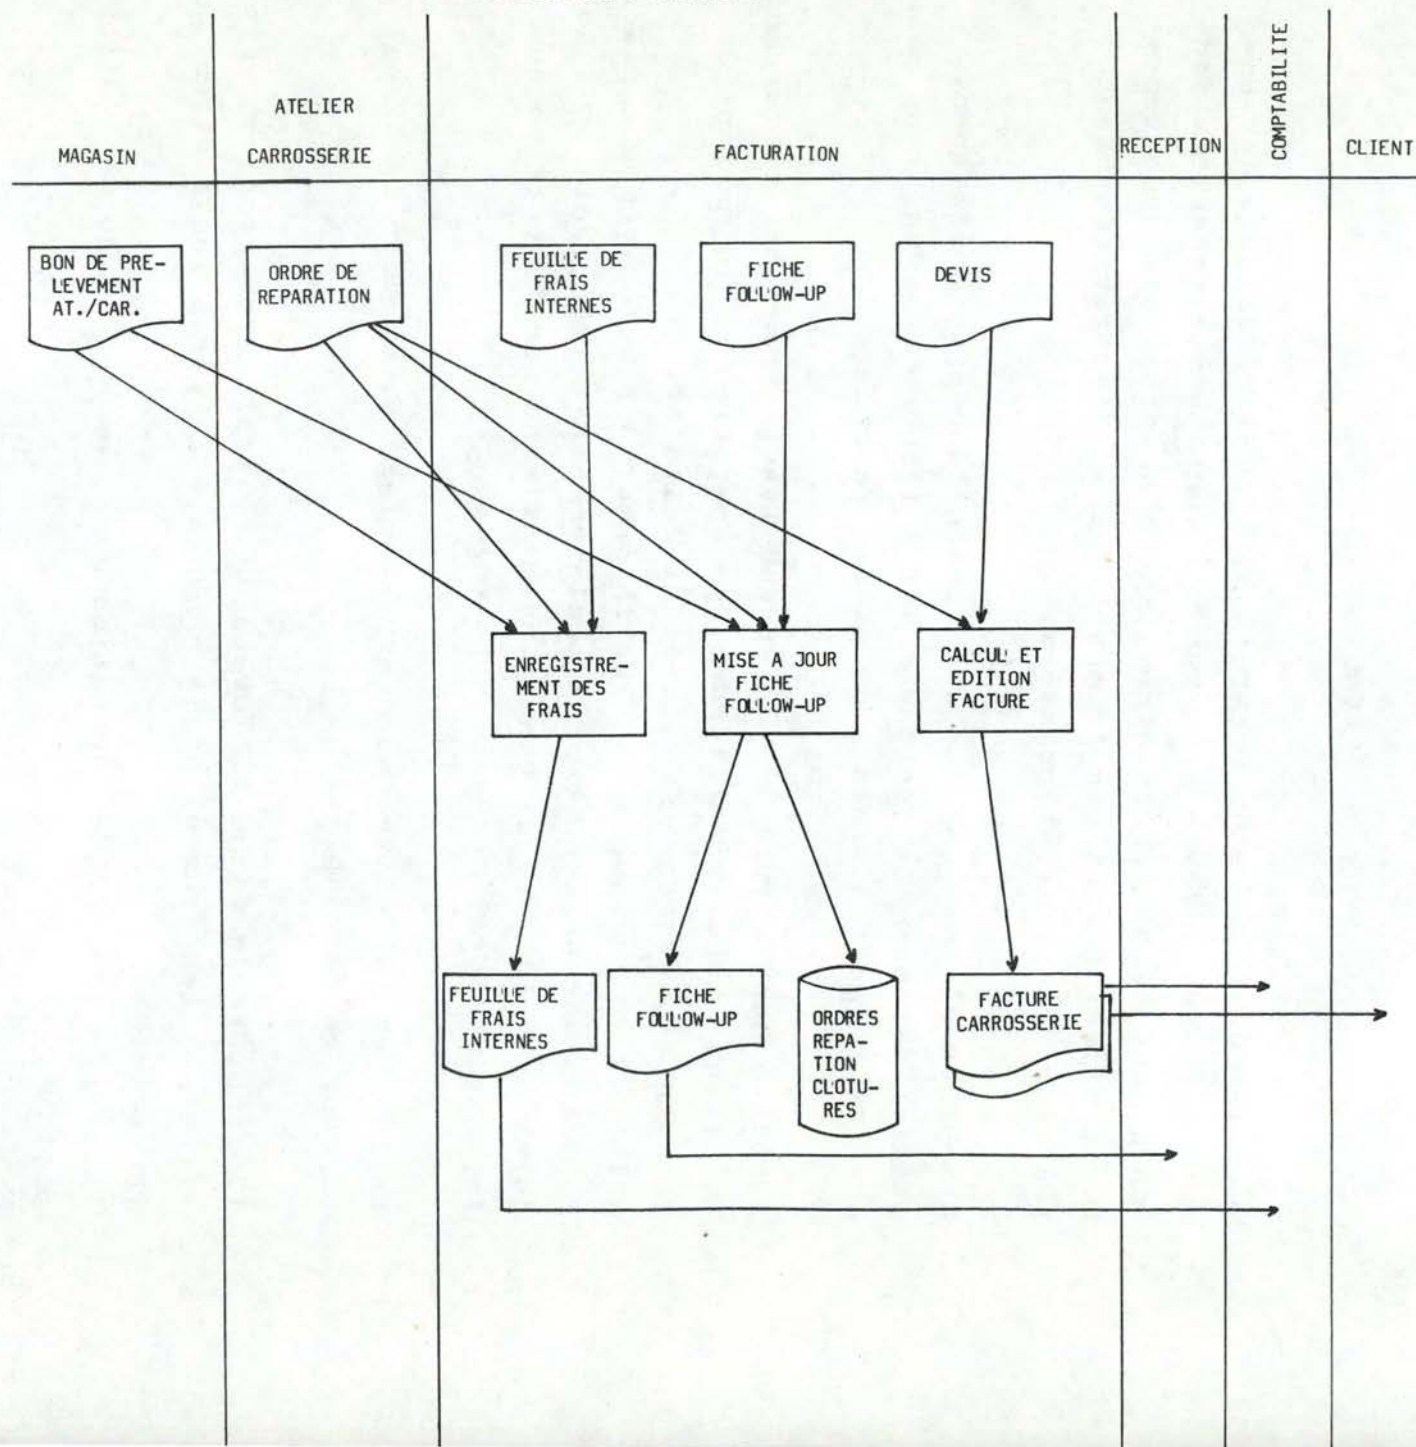 COMPTABILITE
ATELIER
MAGASIN
CARROSSERIE
FACTURATION
RECEPTION
CLIENT
BON DE PRE-
LEVEMENT
AT./CAR.
ORDRE DE
REPARATION
FEUILLE DE
FRAIS
INTERNES
FICHE
FOLLOW-UP
DEVIS
ENREGISTRE-
MENT DES
FRAIS
MISE A JOUR
FICHE
FOLLOW-UP
CALCUL ET
EDITION
FACTURE
FEUILLE DE
FRAIS
INTERNES
FICHE
FOLLOW-UP
ORDRES
REPA-
TION
CLOTU-
RES
FACTURE
CARROSSERIE